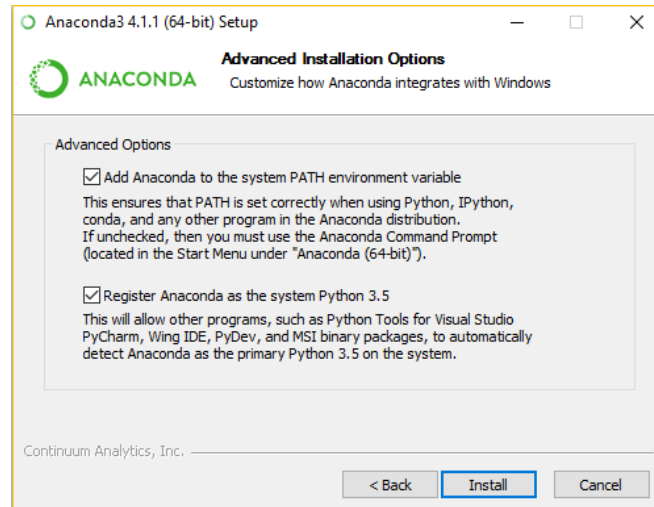 Anaconda3 4.1.1 (64-bit) Setup
ANACONDA
Advanced Installation Options
Customize how Anaconda integrates with Windows
Advanced Options
Add Anaconda to the system PATH environment variable
This ensures that PATH is set correctly when using Python, IPython,
conda, and any other program in the Anaconda distribution.
If unchecked, then you must use the Anaconda Command Prompt
(located in the Start Menu under "Anaconda (64-bit)").
Register Anaconda as the system Python 3.5
This will allow other programs, such as Python Tools for Visual Studio
PyCharm, Wing IDE, PyDev, and MSI binary packages, to automatically
detect Anaconda as the primary Python 3.5 on the system.
Continuum Analytics, Inc.
< Back
Install
Cancel